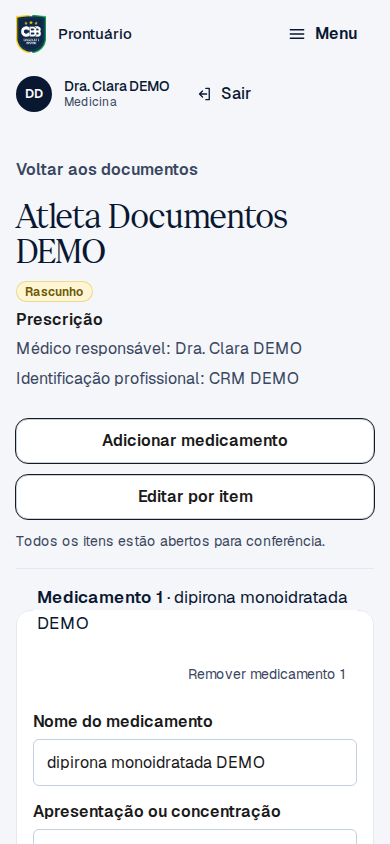 CBB
Prontuário
Menu
DD
Dra. Clara DEMO
Medicina
Sair
Voltar aos documentos
Atleta Documentos
DEMO
Rascunho
Prescrição
Médico responsável: Dra. Clara DEMO
Identificação profissional: CRM DEMO
Adicionar medicamento
Editar por item
Todos os itens estão abertos para conferência.
Medicamento 1 · dipirona monoidratada
DEMO
Remover medicamento 1
Nome do medicamento
dipirona monoidratada DEMO
Apresentação ou concentração